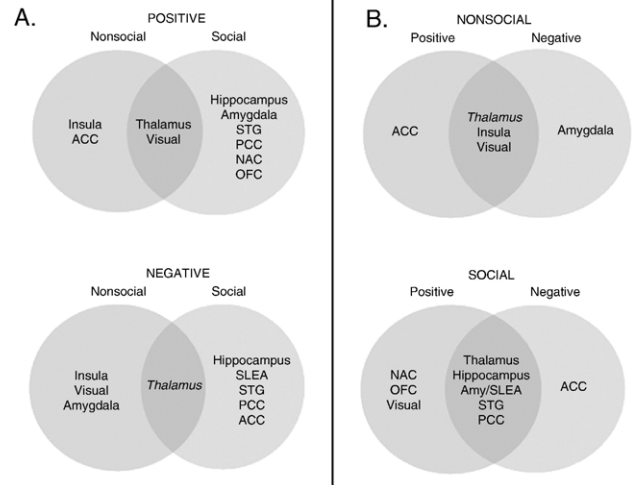 A.
POSITIVE
Nonsocial Social
Insula
ACC
Thalamus
Visual
Hippocampus
Amygdala
STG
PCC
NAC
OFC
NEGATIVE
Nonsocial Social
Insula
Visual
Amygdala
Thalamus
Hippocampus
SLEA
STG
PCC
ACC
B.
NONSOCIAL
Positive Negative
ACC
Thalamus
Insula
Visual
Amygdala
SOCIAL
Positive Negative
NAC
OFC
Visual
Thalamus
Hippocampus
Amy/SLEA
STG
PCC
ACC